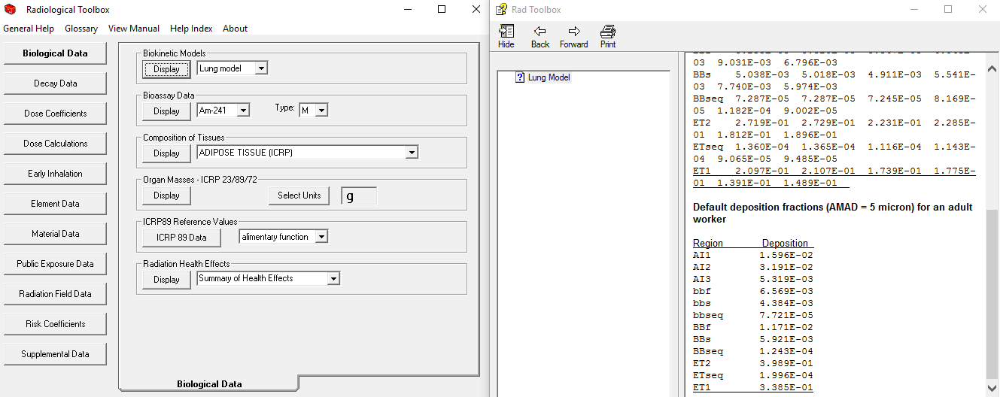 Radiological Toolbox
General Help Glossary View Manual Help Index About
Biological Data
Decay Data
Dose Coefficients
Dose Calculations
Early Inhalation
Element Data
Material Data
Public Exposure Data
Radiation Field Data
Risk Coefficients
Supplemental Data
Biokinetic Models
Display Lung model
Bioassay Data
Display Am-241 Type: M
Composition of Tissues
Display ADIPOSE TISSUE (ICRP)
Organ Masses - ICRP 23/89/72
Display Select Units g
ICRP89 Reference Values
ICRP 89 Data alimentary function
Radiation Health Effects
Display Summary of Health Effects
Biological Data
Rad Toolbox
Hide Back Forward Print
Lung Model
03 9.031E-03 6.796E-03
BBs 5.038E-03 5.018E-03 4.911E-03 5.541E-
03 7.740E-03 5.974E-03
BBseq 7.287E-05 7.287E-05 7.245E-05 8.169E-
05 1.182E-04 9.002E-05
ET2 2.719E-01 2.729E-01 2.231E-01 2.285E-
01 1.812E-01 1.896E-01
ETseq 1.360E-04 1.365E-04 1.116E-04 1.143E-
04 9.065E-05 9.485E-05
ET1 2.097E-01 2.107E-01 1.739E-01 1.775E-
01 1.391E-01 1.489E-01
Default deposition fractions (AMAD = 5 micron) for an adult
worker
Region Deposition
AI1 1.596E-02
AI2 3.191E-02
AI3 5.319E-03
bbf 6.569E-03
bbs 4.384E-03
bbseq 7.721E-05
BBf 1.171E-02
BBs 5.921E-03
BBseq 1.243E-04
ET2 3.989E-01
ETseq 1.996E-04
ET1 3.385E-01